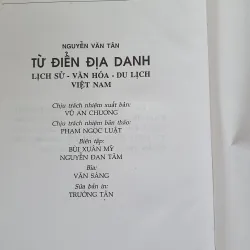 NGUYỄN VĂN TÂN
TỪ ĐIỂN ĐỊA DANH
LỊCH SỬ - VĂN HÓA - DU LỊCH
VIỆT NAM
Chịu trách nhiệm xuất bản:
VŨ AN CHƯƠNG
Chịu trách nhiệm bản thảo:
PHẠM NGỌC LUẬT
Biên tập:
BÙI XUÂN MỸ
NGUYỄN ĐAN TÂM
Bìa:
VĂN SÁNG
Sửa bản in:
TRƯỜNG TÂN